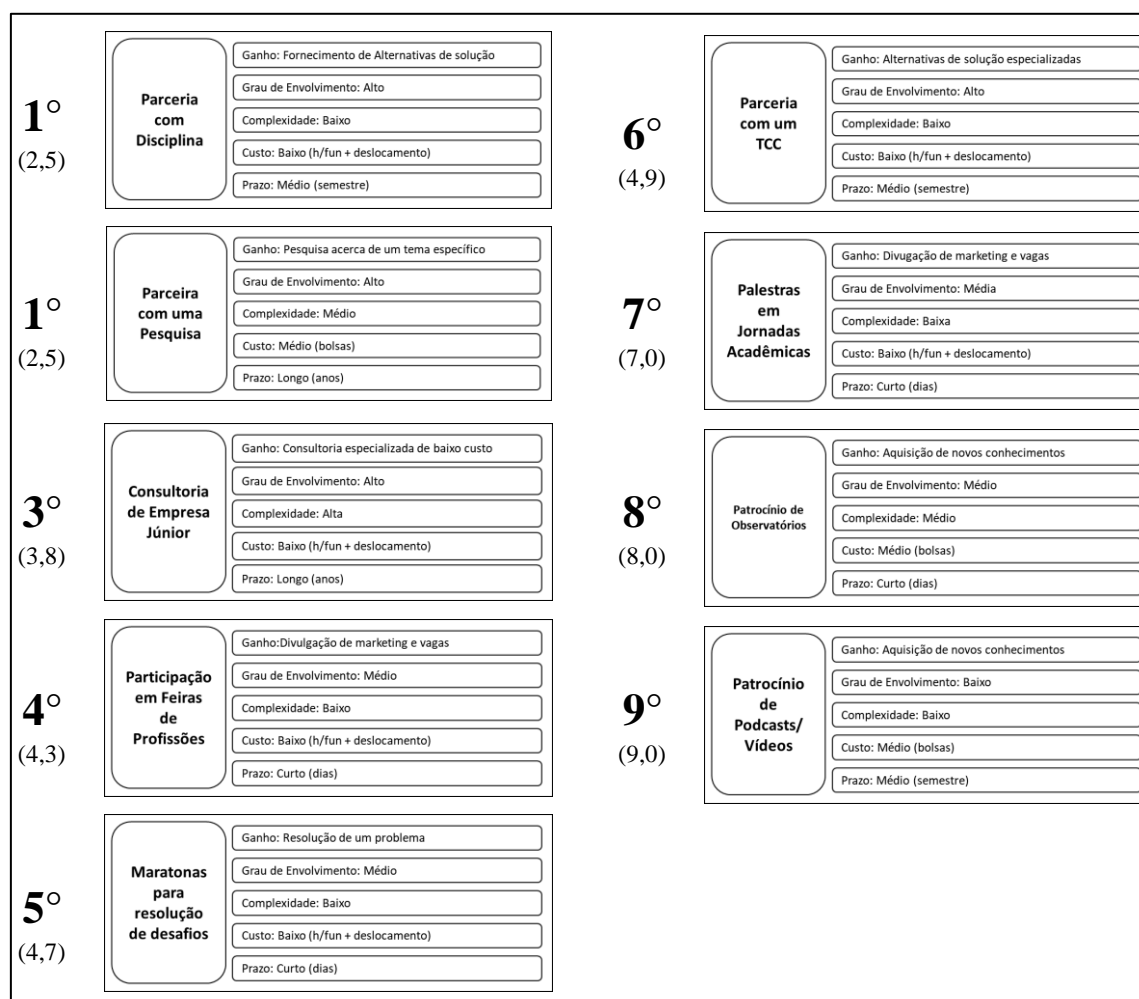 1°
(2,5)
Parceria
com
Disciplina
Ganho: Fornecimento de Alternativas de solução
Grau de Envolvimento: Alto
Complexidade: Baixo
Custo: Baixo (h/fun + deslocamento)
Prazo: Médio (semestre)
1°
(2,5)
Parceira
com uma
Pesquisa
Ganho: Pesquisa acerca de um tema específico
Grau de Envolvimento: Alto
Complexidade: Médio
Custo: Médio (bolsas)
Prazo: Longo (anos)
3°
(3,8)
Consultoria
de Empresa
Júnior
Ganho: Consultoria especializada de baixo custo
Grau de Envolvimento: Alto
Complexidade: Alta
Custo: Baixo (h/fun + deslocamento)
Prazo: Longo (anos)
4°
(4,3)
Participação
em Feiras
de
Profissões
Ganho:Divulgação de marketing e vagas
Grau de Envolvimento: Médio
Complexidade: Baixo
Custo: Baixo (h/fun + deslocamento)
Prazo: Curto (dias)
5°
(4,7)
Maratonas
para
resolução
de desafios
Ganho: Resolução de um problema
Grau de Envolvimento: Médio
Complexidade: Baixo
Custo: Baixo (h/fun + deslocamento)
Prazo: Curto (dias)
6°
(4,9)
Parceria
com um
TCC
Ganho: Alternativas de solução especializadas
Grau de Envolvimento: Alto
Complexidade: Baixo
Custo: Baixo (h/fun + deslocamento)
Prazo: Médio (semestre)
7°
(7,0)
Palestras
em
Jornadas
Acadêmicas
Ganho: Divugação de marketing e vagas
Grau de Envolvimento: Média
Complexidade: Baixa
Custo: Baixo (h/fun + deslocamento)
Prazo: Curto (dias)
8°
(8,0)
Patrocínio de
Observatórios
Ganho: Aquisição de novos conhecimentos
Grau de Envolvimento: Médio
Complexidade: Médio
Custo: Médio (bolsas)
Prazo: Curto (dias)
9°
(9,0)
Patrocínio
de
Podcasts/
Vídeos
Ganho: Aquisição de novos conhecimentos
Grau de Envolvimento: Baixo
Complexidade: Baixo
Custo: Médio (bolsas)
Prazo: Médio (semestre)